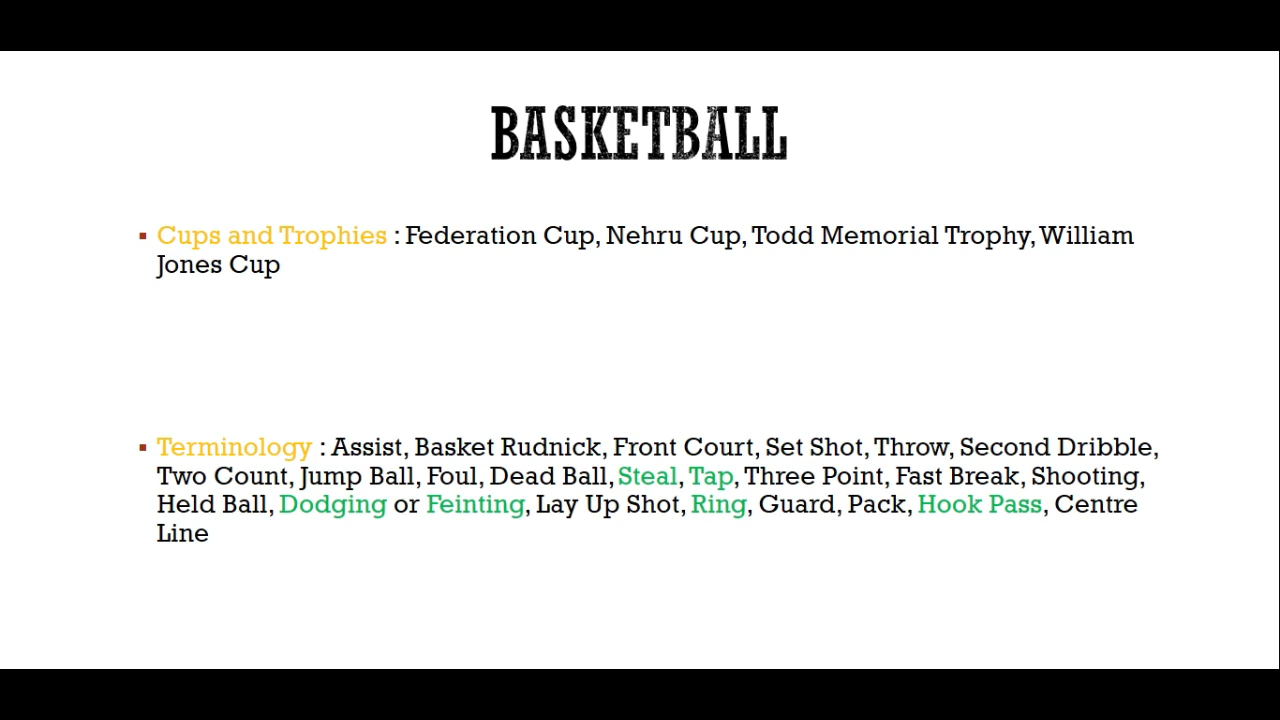 BASKETBALL
▪ Cups and Trophies : Federation Cup, Nehru Cup, Todd Memorial Trophy, William
Jones Cup
▪ Terminology : Assist, Basket Rudnick, Front Court, Set Shot, Throw, Second Dribble,
Two Count, Jump Ball, Foul, Dead Ball, Steal, Tap, Three Point, Fast Break, Shooting,
Held Ball, Dodging or Feinting, Lay Up Shot, Ring, Guard, Pack, Hook Pass, Centre
Line